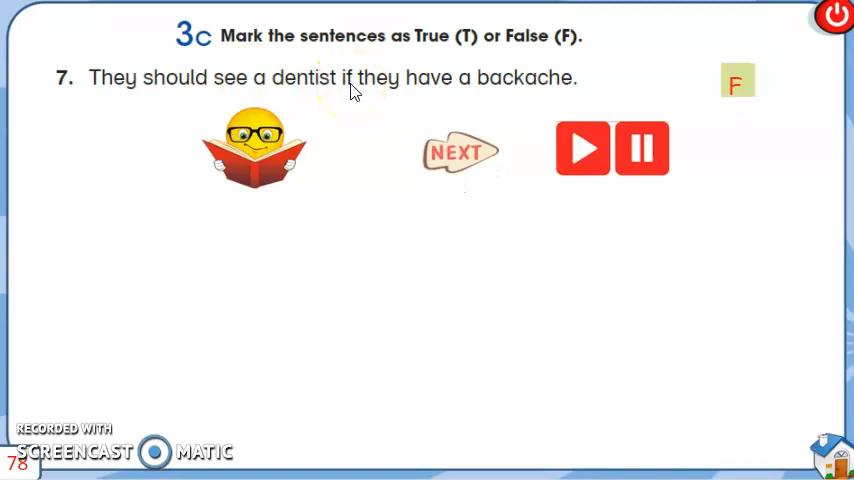 3c Mark the sentences as True (T) or False (F).
7. They should see a dentist if they have a backache.
F
NEXT
RECORDED WITH
SCREENCAST MATIC
78